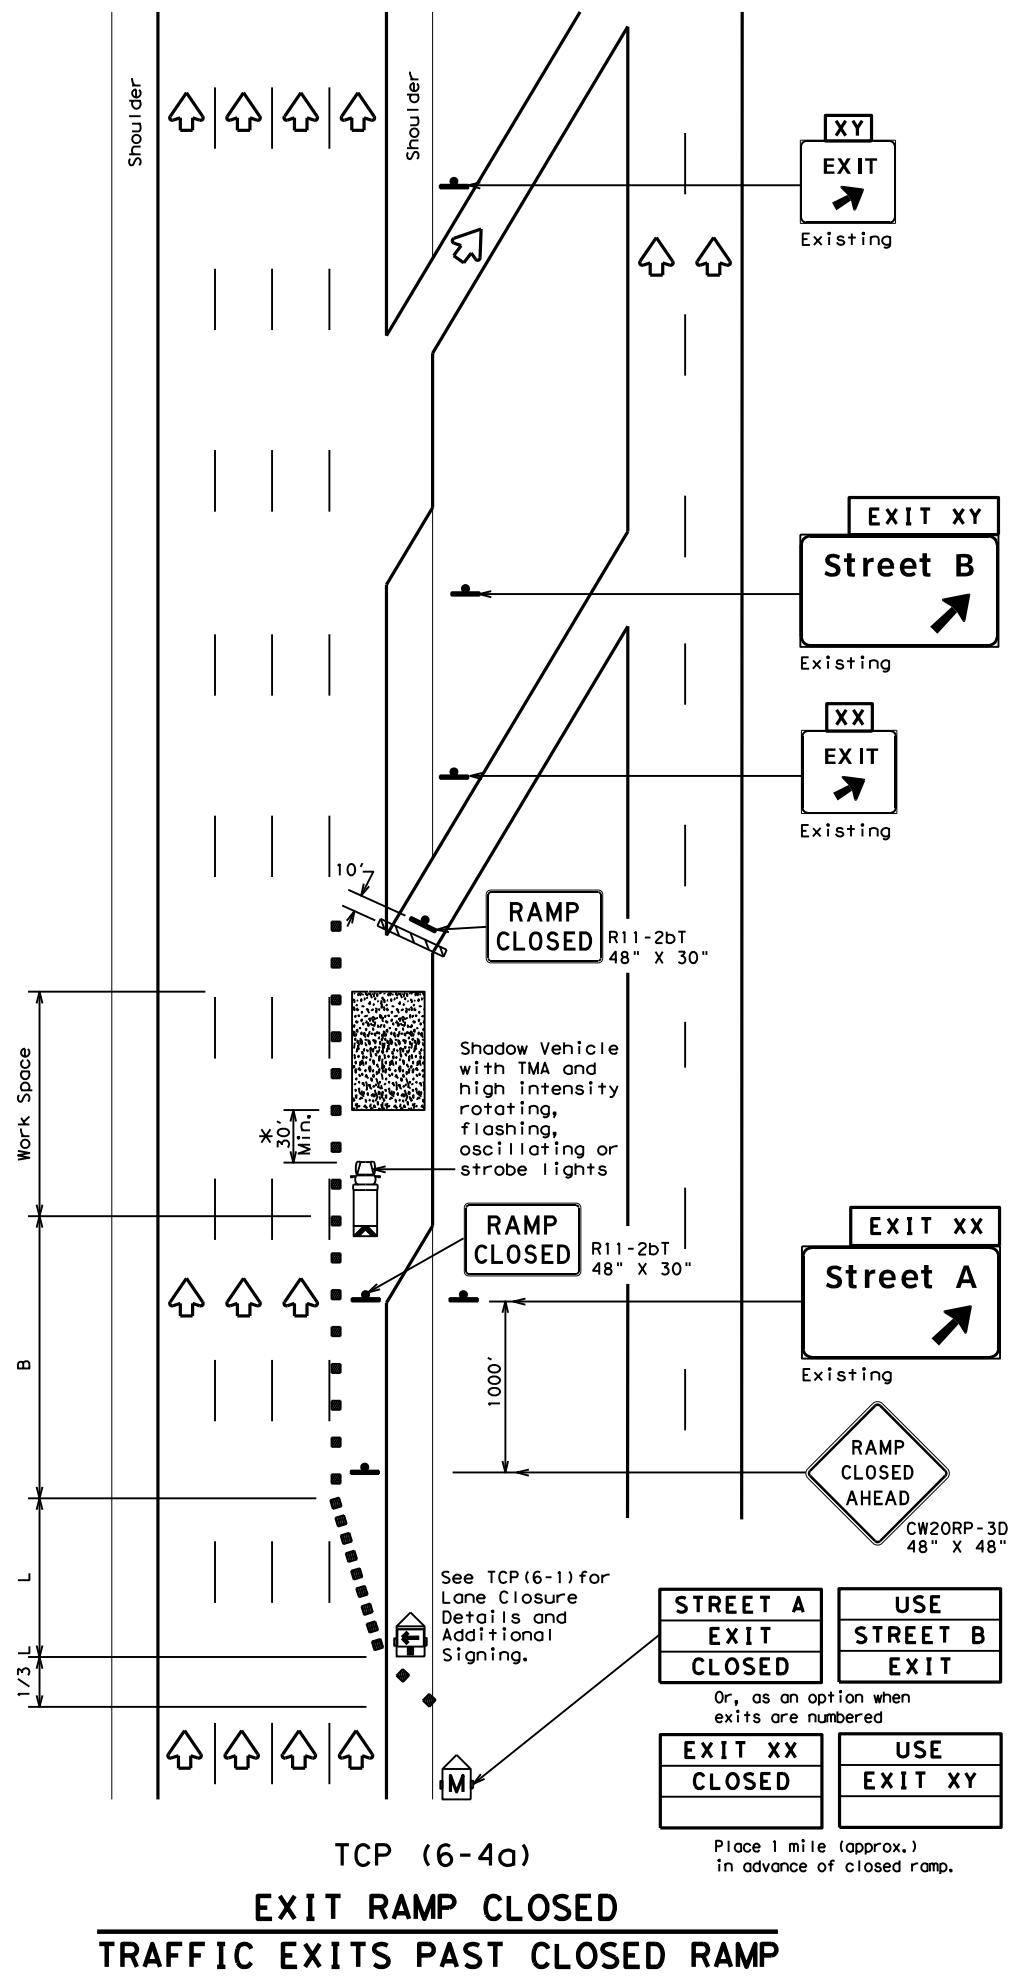 Shoulder
Shoulder
XY
EXIT
Existing
EXIT XY
Street B
Existing
XX
EXIT
Existing
10'
RAMP
CLOSED
R11-2bT
48" X 30"
Work Space
*
30'
Min.
Shadow Vehicle
with TMA and
high intensity
rotating,
flashing,
oscillating or
strobe lights
RAMP
CLOSED
R11-2bT
48" X 30"
EXIT XX
Street A
Existing
B
1000'
RAMP
CLOSED
AHEAD
CW20RP-3D
48" X 48"
L
1/3 L
See TCP(6-1)for
Lane Closure
Details and
Additional
Signing.
STREET A
EXIT
CLOSED
USE
STREET B
EXIT
Or, as an option when
exits are numbered
EXIT XX
CLOSED
USE
EXIT XY
M
Place 1 mile (approx.)
in advance of closed ramp.
TCP (6-4a)
EXIT RAMP CLOSED
TRAFFIC EXITS PAST CLOSED RAMP